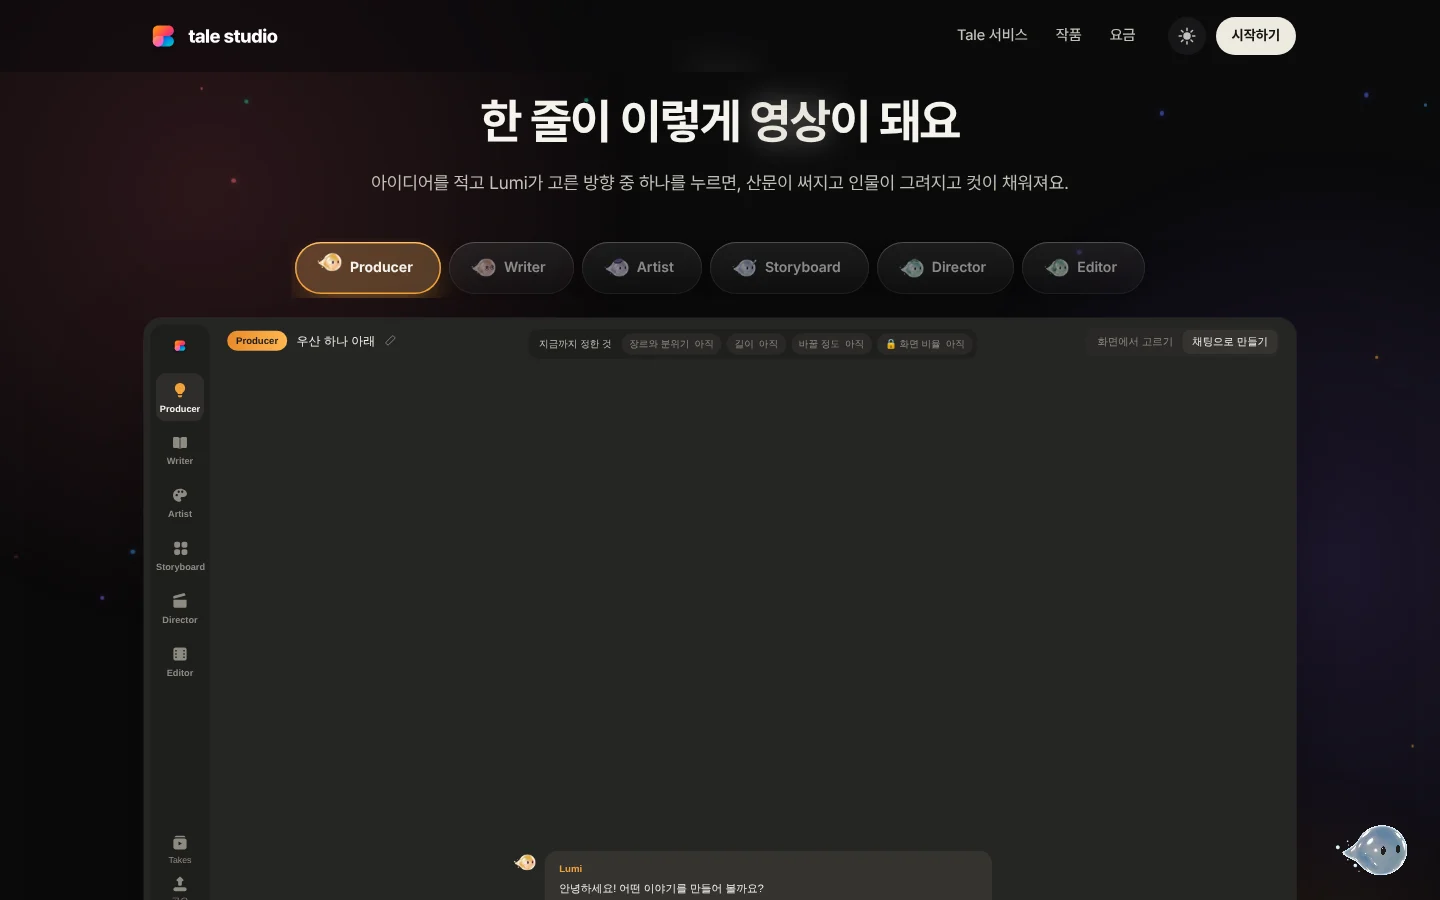 tale studio
Tale 서비스
작품
요금
시작하기
한 줄이 이렇게 영상이 돼요
아이디어를 적고 Lumi가 고른 방향 중 하나를 누르면, 산문이 써지고 인물이 그려지고 컷이 채워져요.
Producer
Writer
Artist
Storyboard
Director
Editor
Producer
우산 하나 아래
지금까지 정한 것
장르와 분위기 아직
길이 아직
바꿀 정도 아직
화면 비율 아직
화면에서 고르기
채팅으로 만들기
Producer
Writer
Artist
Storyboard
Director
Editor
Takes
Lumi
안녕하세요! 어떤 이야기를 만들어 볼까요?